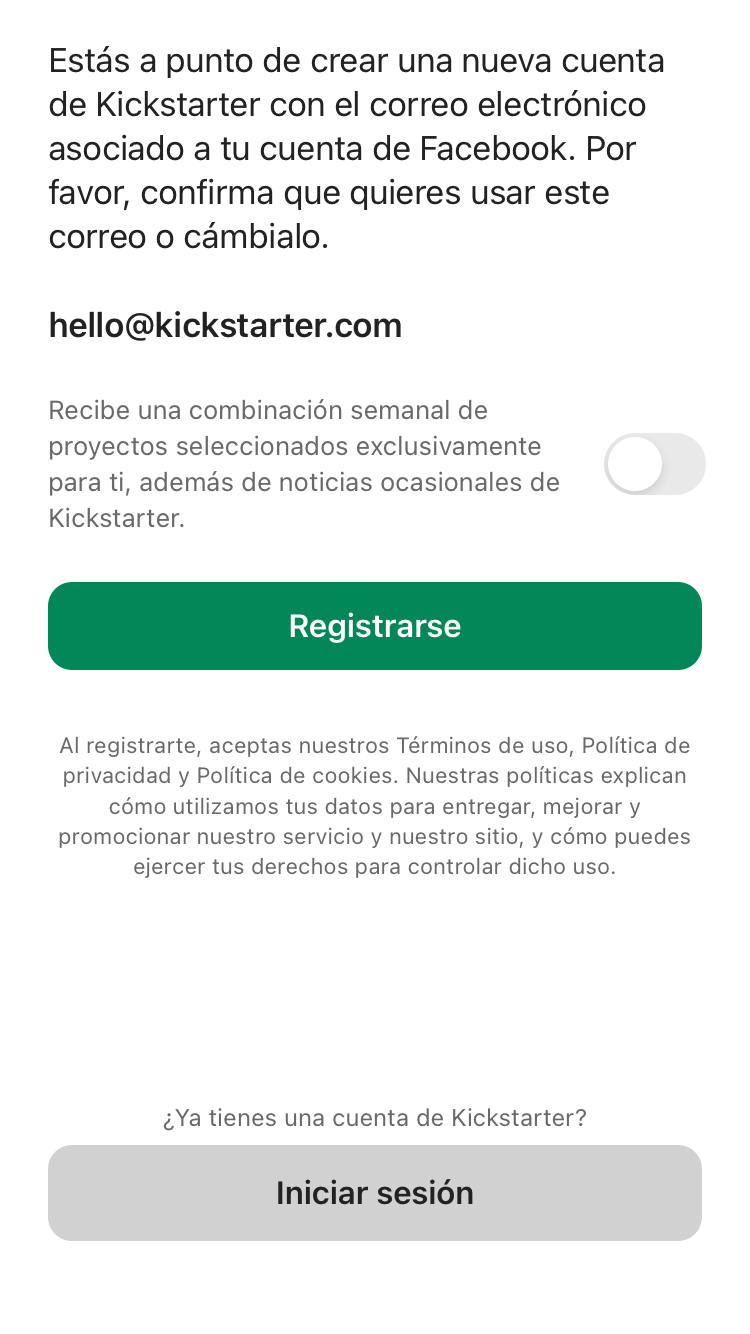 Estás a punto de crear una nueva cuenta
de Kickstarter con el correo electrónico
asociado a tu cuenta de Facebook. Por
favor, confirma que quieres usar este
correo o cámbialo.
hello@kickstarter.com
Recibe una combinación semanal de
proyectos seleccionados exclusivamente
para ti, además de noticias ocasionales de
Kickstarter.
Registrarse
Al registrarte, aceptas nuestros Términos de uso, Política de
privacidad y Política de cookies. Nuestras políticas explican
cómo utilizamos tus datos para entregar, mejorar y
promocionar nuestro servicio y nuestro sitio, y cómo puedes
ejercer tus derechos para controlar dicho uso.
¿Ya tienes una cuenta de Kickstarter?
Iniciar sesión